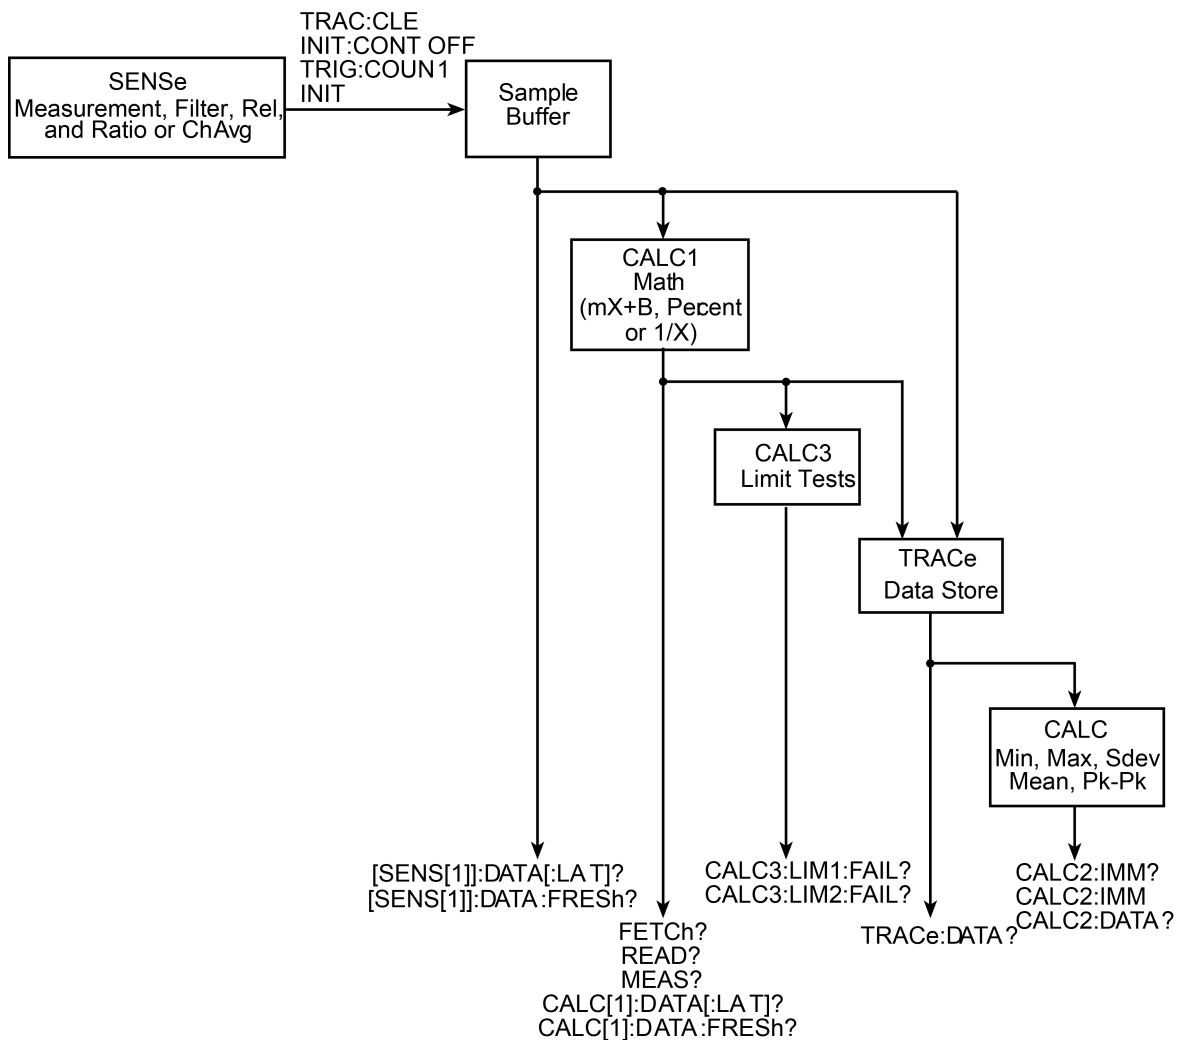 TRAC:CLE
INIT:CONT OFF
TRIG:COUN1
INIT
SENSe
Measurement, Filter, Rel,
and Ratio or ChAvg
Sample
Buffer
CALC1
Math
(mX+B, Percent
or 1/X)
CALC3
Limit Tests
TRACe
Data Store
CALC
Min, Max, Sdev
Mean, Pk-Pk
[SENS[1]]:DATA[:LAT]?
[SENS[1]]:DATA:FRESh?
FETCh?
READ?
MEAS?
CALC[1]:DATA[:LAT]?
CALC[1]:DATA:FRESh?
CALC3:LIM1:FAIL?
CALC3:LIM2:FAIL?
TRACe:DATA?
CALC2:IMM?
CALC2:IMM
CALC2:DATA?